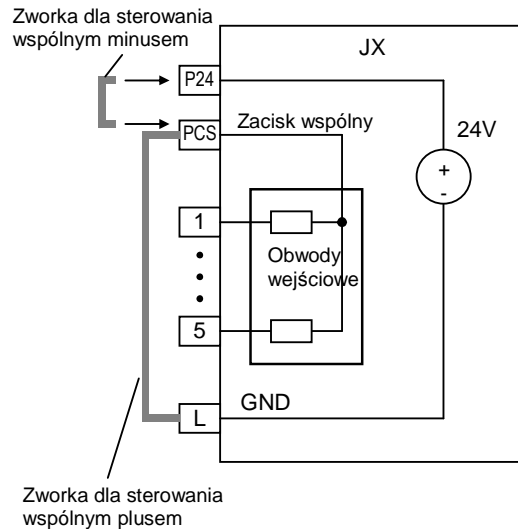 Zworka dla sterowania
wspólnym minusem
JX
P24
PCS
Zacisk wspólny
24V
+
-
1
Obwody
wejściowe
5
L
GND
Zworka dla sterowania
wspólnym plusem